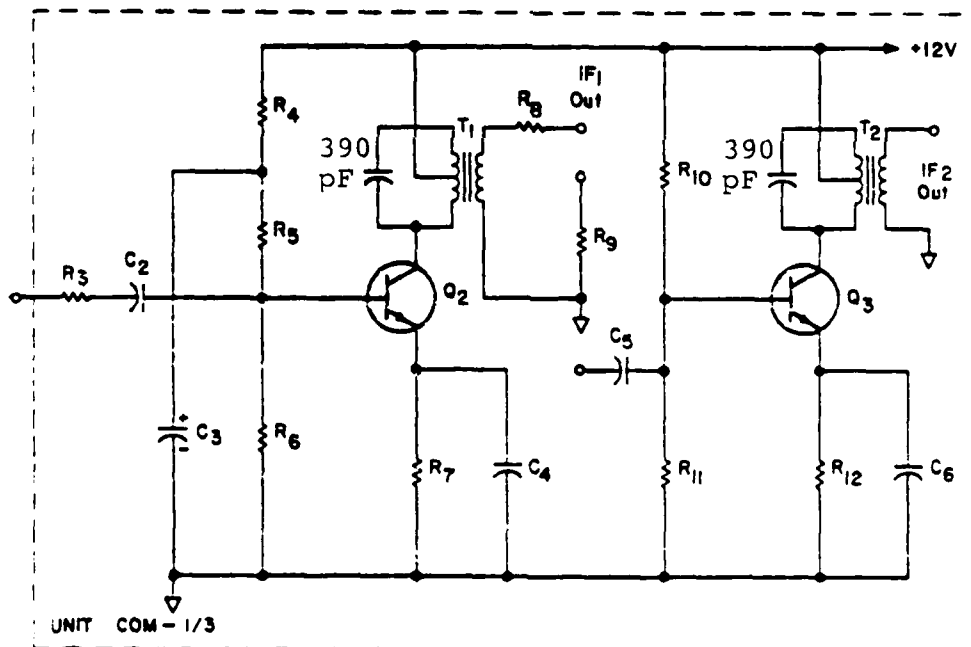 +12V
IF1
Out
R4
R8
T1
T2
390
pF
R10
390
pF
IF2
Out
R5
R9
R3
C2
Q2
Q3
C5
+
-
C3
R6
R7
C4
R11
R12
C6
UNIT COM-1/3